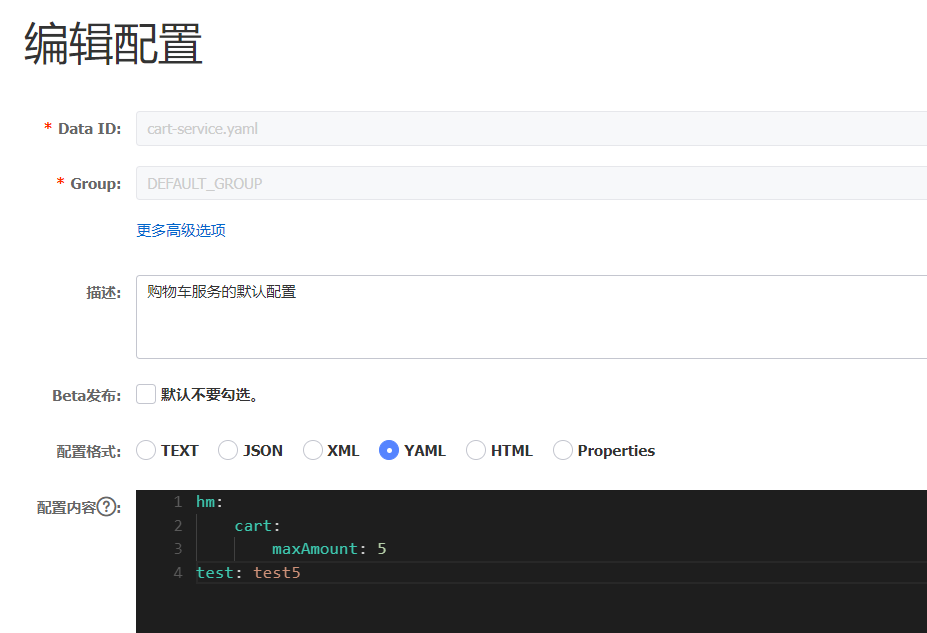 编辑配置
* Data ID: cart-service.yaml
* Group: DEFAULT_GROUP
更多高级选项
描述: 购物车服务的默认配置
Beta发布: 默认不要勾选。
配置格式: TEXT JSON XML YAML HTML Properties
配置内容?: 1 hm:
2 cart:
3 maxAmount: 5
4 test: test5